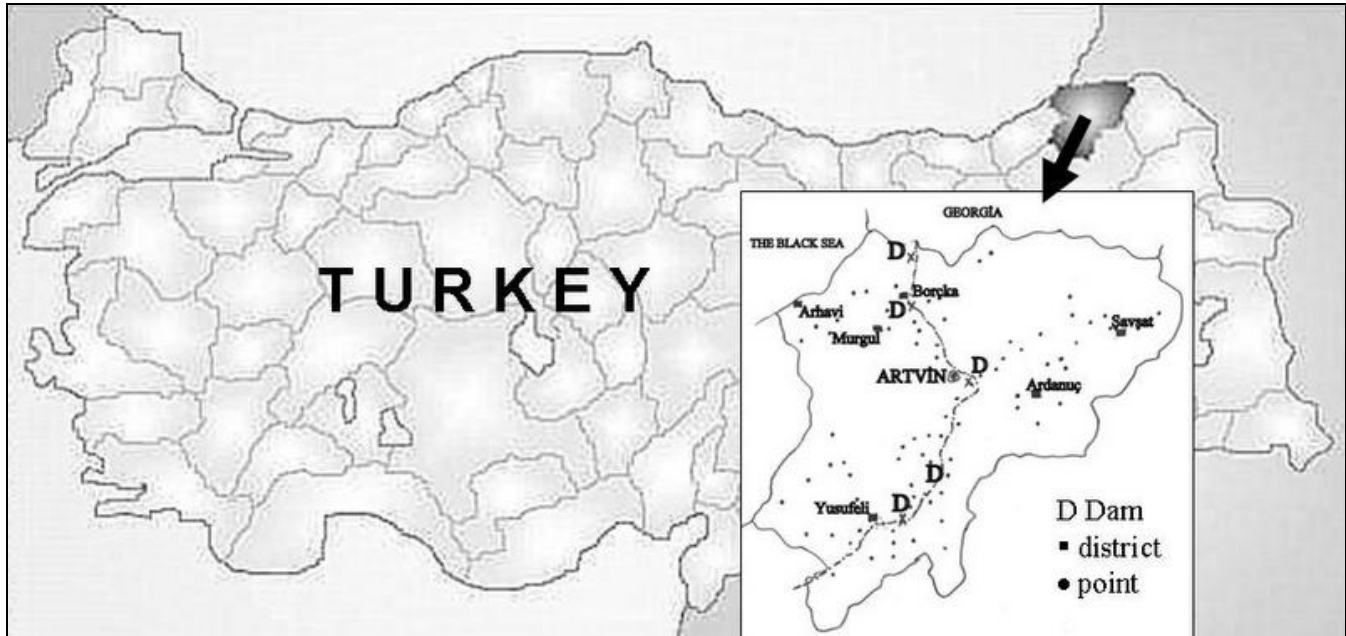 TURKEY
GEORGİA
THE BLACK SEA
D
Borçka
D
Arhavi
Murgul
Şavşat
D
ARTVİN
Ardanuç
D
D
Yusufeli
D Dam
district
point